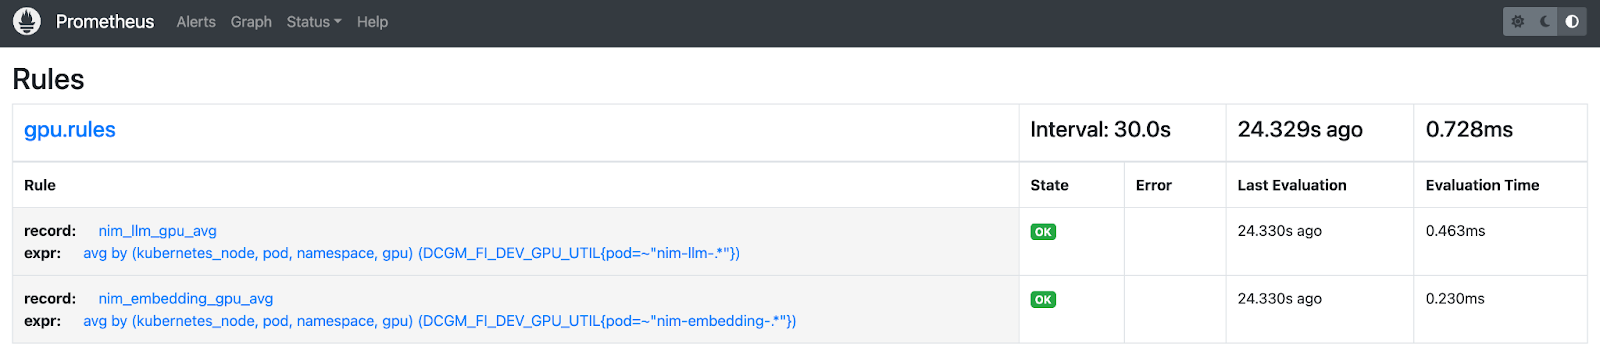 Prometheus Alerts Graph Status Help
Rules
gpu.rules Interval: 30.0s 24.329s ago 0.728ms
Rule State Error Last Evaluation Evaluation Time
record: nim_llm_gpu_avg OK 24.330s ago 0.463ms
expr: avg by (kubernetes_node, pod, namespace, gpu) (DCGM_FI_DEV_GPU_UTIL{pod=~"nim-llm-.*"})
record: nim_embedding_gpu_avg OK 24.330s ago 0.230ms
expr: avg by (kubernetes_node, pod, namespace, gpu) (DCGM_FI_DEV_GPU_UTIL{pod=~"nim-embedding-.*"})